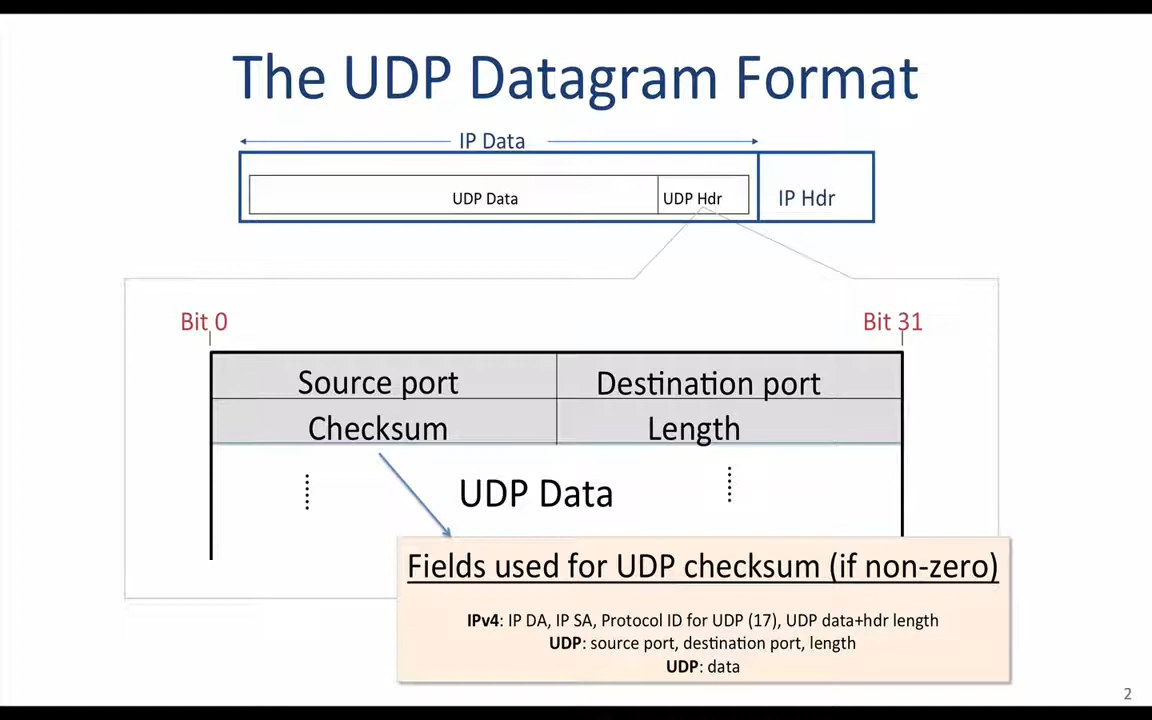 The UDP Datagram Format
IP Data
UDP Data
UDP Hdr
IP Hdr
Bit 0
Bit 31
Source port
Destination port
Checksum
Length
UDP Data
Fields used for UDP checksum (if non-zero)
IPv4: IP DA, IP SA, Protocol ID for UDP (17), UDP data+hdr length
UDP: source port, destination port, length
UDP: data
2